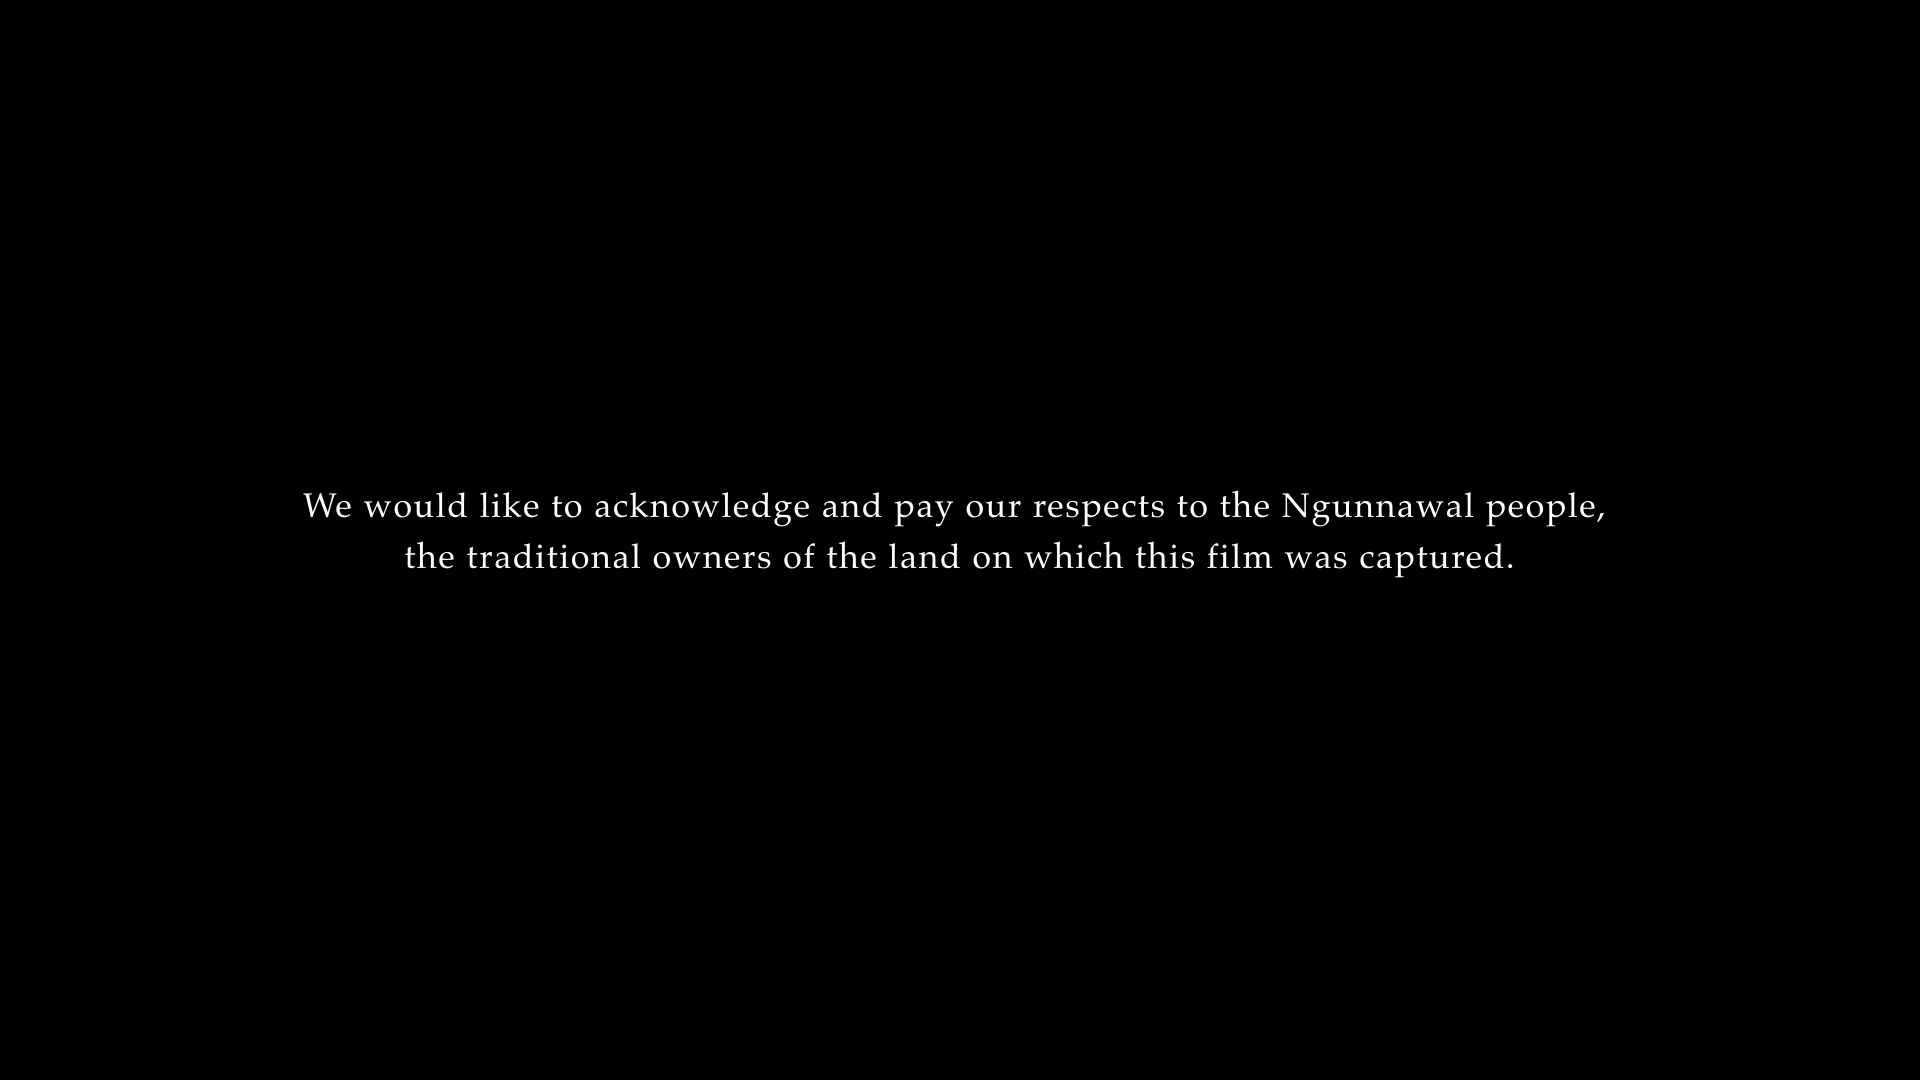 We would like to acknowledge and pay our respects to the Ngunnawal people,
the traditional owners of the land on which this film was captured.